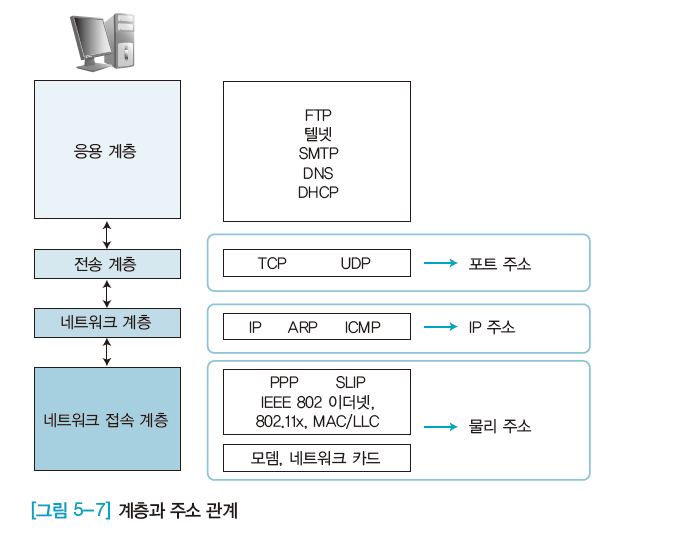 응용 계층
FTP
텔넷
SMTP
DNS
DHCP
전송 계층
TCP UDP
포트 주소
네트워크 계층
IP ARP ICMP
IP 주소
네트워크 접속 계층
PPP SLIP
IEEE 802 이더넷,
802.11x, MAC/LLC
물리 주소
모뎀, 네트워크 카드
[그림 5-7] 계층과 주소 관계